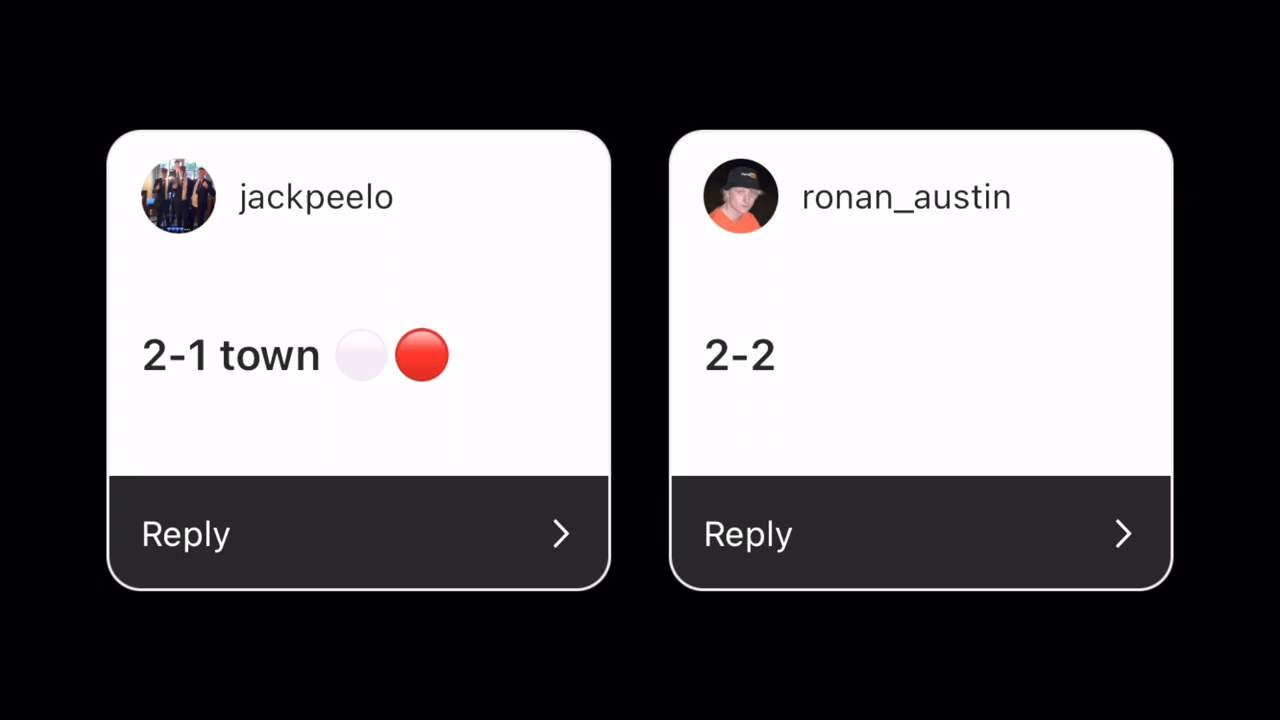 jackpeelo
2-1 town ⚪🔴
Reply
ronan_austin
2-2
Reply